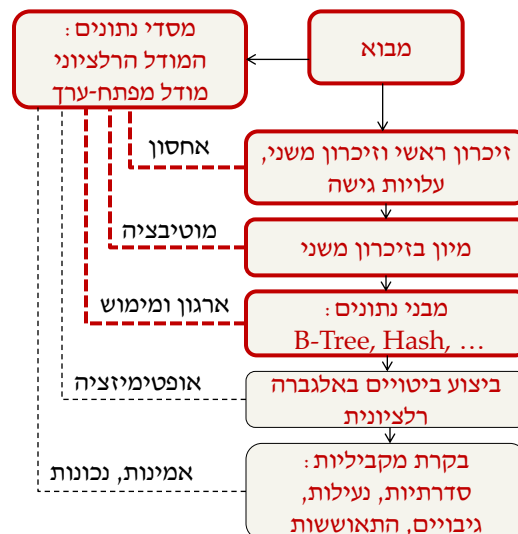 מבוא
מסדי נתונים:
המודל הרלציוני
מודל מפתח-ערך
זיכרון ראשי וזיכרון משני,
עלויות גישה
אחסון
מיון בזיכרון משני
מוטיבציה
מבני נתונים:
B-Tree, Hash, …
ארגון ומימוש
ביצוע ביטויים באלגברה
רלציונית
אופטימיזציה
בקרת מקביליות:
סדרתיות, נעילות,
גיבויים, התאוששות
אמינות, נכונות